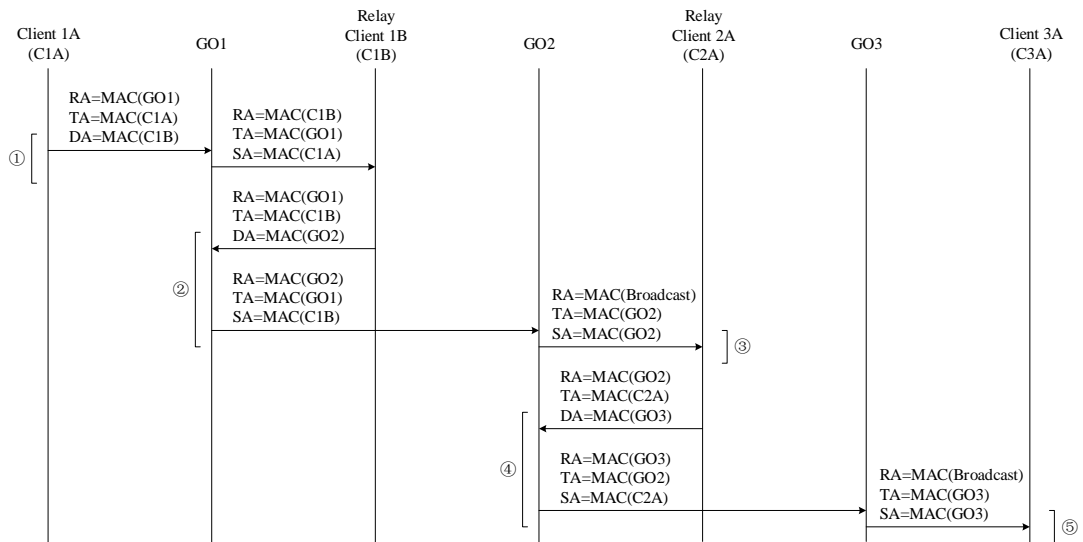 Client 1A
(C1A)
GO1
Relay
Client 1B
(C1B)
GO2
Relay
Client 2A
(C2A)
GO3
Client 3A
(C3A)
RA=MAC(GO1)
TA=MAC(C1A)
DA=MAC(C1B)
①
RA=MAC(C1B)
TA=MAC(GO1)
SA=MAC(C1A)
RA=MAC(GO1)
TA=MAC(C1B)
DA=MAC(GO2)
②
RA=MAC(GO2)
TA=MAC(GO1)
SA=MAC(C1B)
RA=MAC(Broadcast)
TA=MAC(GO2)
SA=MAC(GO2)
③
RA=MAC(GO2)
TA=MAC(C2A)
DA=MAC(GO3)
④
RA=MAC(GO3)
TA=MAC(GO2)
SA=MAC(C2A)
RA=MAC(Broadcast)
TA=MAC(GO3)
SA=MAC(GO3)
⑤